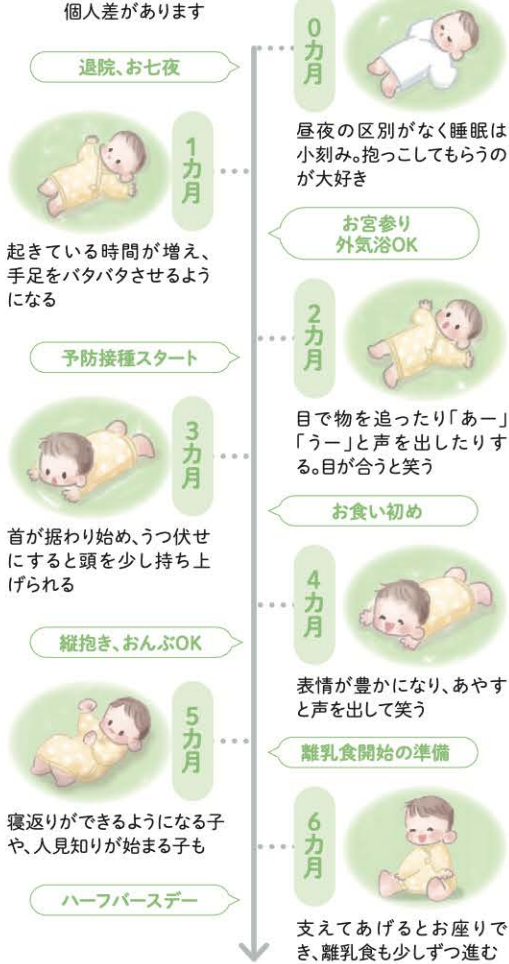 個人差があります
0カ月
退院、お七夜
昼夜の区別がなく睡眠は
小刻み。抱っこしてもらうの
が大好き
1カ月
起きている時間が増え、
手足をバタバタさせるよう
になる
お宮参り
外気浴OK
2カ月
目で物を追ったり「あー」
「うー」と声を出したりす
る。目が合うと笑う
予防接種スタート
3カ月
首が据わり始め、うつ伏せ
にすると頭を少し持ち上
げられる
お食い初め
4カ月
表情が豊かになり、あやす
と声を出して笑う
縦抱き、おんぶOK
5カ月
寝返りができるようになる子
や、人見知りが始まる子も
離乳食開始の準備
6カ月
支えてあげるとお座りで
き、離乳食も少しずつ進む
ハーフバースデー